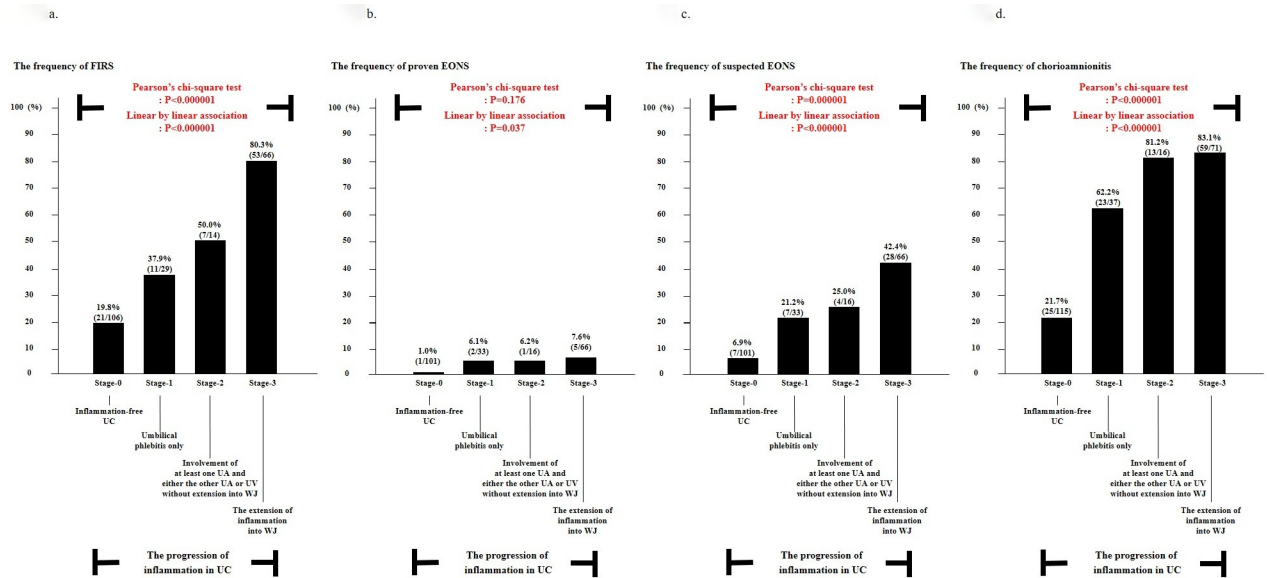 a.
The frequency of FIRS
Pearson's chi-square test
: P<0.000001
Linear by linear association
: P<0.000001
100 (%)
90
80
70
60
50
40
30
20
10
0
19.8%
(21/106)
37.9%
(11/29)
50.0%
(7/14)
80.3%
(53/66)
Stage-0
Stage-1
Stage-2
Stage-3
Inflammation-free
UC
Umbilical
phlebitis only
Involvement of
at least one UA and
either the other UA or UV
without extension into WJ
The extension of
inflammation
into WJ
The progression of
inflammation in UC
b.
The frequency of proven EONS
Pearson's chi-square test
: P=0.176
Linear by linear association
: P=0.037
100 (%)
90
80
70
60
50
40
30
20
10
0
1.0%
(1/101)
6.1%
(2/33)
6.2%
(1/16)
7.6%
(5/66)
Stage-0
Stage-1
Stage-2
Stage-3
Inflammation-free
UC
Umbilical
phlebitis only
Involvement of
at least one UA and
either the other UA or UV
without extension into WJ
The extension of
inflammation
into WJ
The progression of
inflammation in UC
c.
The frequency of suspected EONS
Pearson's chi-square test
: P=0.000001
Linear by linear association
: P<0.000001
100 (%)
90
80
70
60
50
40
30
20
10
0
6.9%
(7/101)
21.2%
(7/33)
25.0%
(4/16)
42.4%
(28/66)
Stage-0
Stage-1
Stage-2
Stage-3
Inflammation-free
UC
Umbilical
phlebitis only
Involvement of
at least one UA and
either the other UA or UV
without extension into WJ
The extension of
inflammation
into WJ
The progression of
inflammation in UC
d.
The frequency of chorioamnionitis
Pearson's chi-square test
: P<0.000001
Linear by linear association
: P<0.000001
100 (%)
90
80
70
60
50
40
30
20
10
0
21.7%
(25/115)
62.2%
(23/37)
81.2%
(13/16)
83.1%
(59/71)
Stage-0
Stage-1
Stage-2
Stage-3
Inflammation-free
UC
Umbilical
phlebitis only
Involvement of
at least one UA and
either the other UA or UV
without extension into WJ
The extension of
inflammation
into WJ
The progression of
inflammation in UC